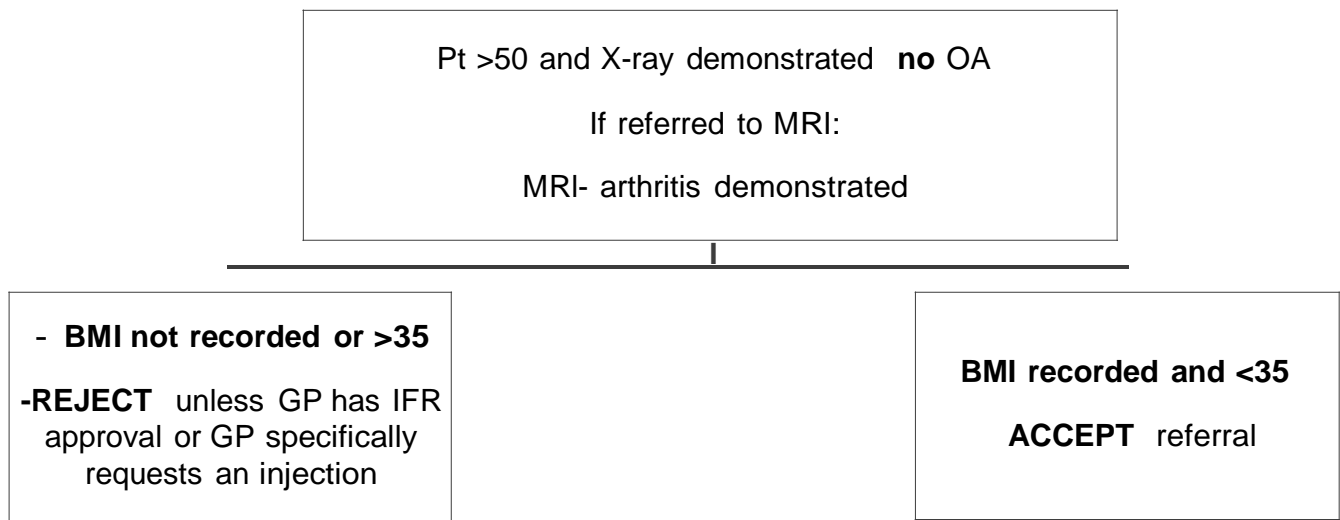 Pt >50 and X-ray demonstrated no OA
If referred to MRI:
MRI- arthritis demonstrated
- BMI not recorded or >35
-REJECT unless GP has IFR
approval or GP specifically
requests an injection
BMI recorded and <35
ACCEPT referral